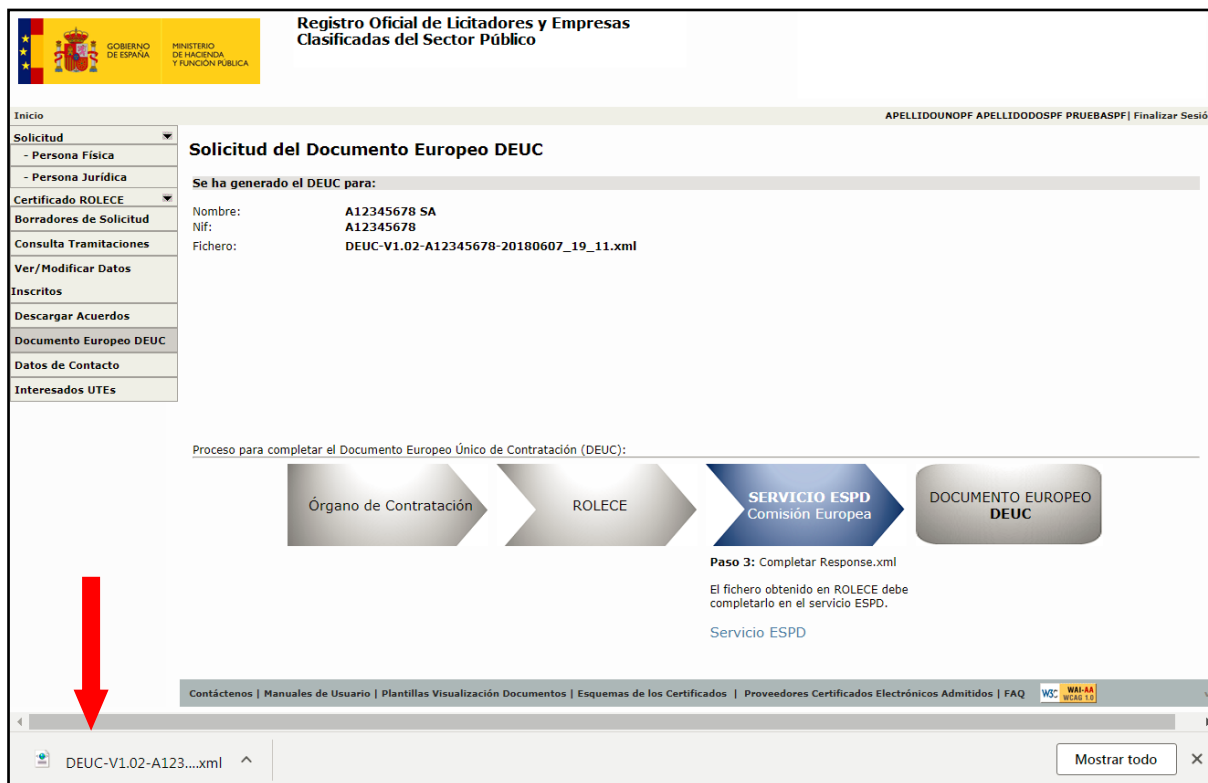 GOBIERNO
DE ESPAÑA
MINISTERIO
DE HACIENDA
Y FUNCIÓN PÚBLICA
Registro Oficial de Licitadores y Empresas
Clasificadas del Sector Público
Inicio
APELLIDOUNOPF APELLIDODOSPF PRUEBASPF| Finalizar Sesió
Solicitud
- Persona Física
- Persona Jurídica
Certificado ROLECE
Borradores de Solicitud
Consulta Tramitaciones
Ver/Modificar Datos
Inscritos
Descargar Acuerdos
Documento Europeo DEUC
Datos de Contacto
Interesados UTEs
Solicitud del Documento Europeo DEUC
Se ha generado el DEUC para:
Nombre: A12345678 SA
Nif: A12345678
Fichero: DEUC-V1.02-A12345678-20180607_19_11.xml
Proceso para completar el Documento Europeo Único de Contratación (DEUC):
Órgano de Contratación
ROLECE
SERVICIO ESPD
Comisión Europea
DOCUMENTO EUROPEO
DEUC
Paso 3: Completar Response.xml
El fichero obtenido en ROLECE debe
completarlo en el servicio ESPD.
Servicio ESPD
Contáctenos | Manuales de Usuario | Plantillas Visualización Documentos | Esquemas de los Certificados | Proveedores Certificados Electrónicos Admitidos | FAQ
W3C WAI-AA
WCAG 1.0
DEUC-V1.02-A123....xml
Mostrar todo